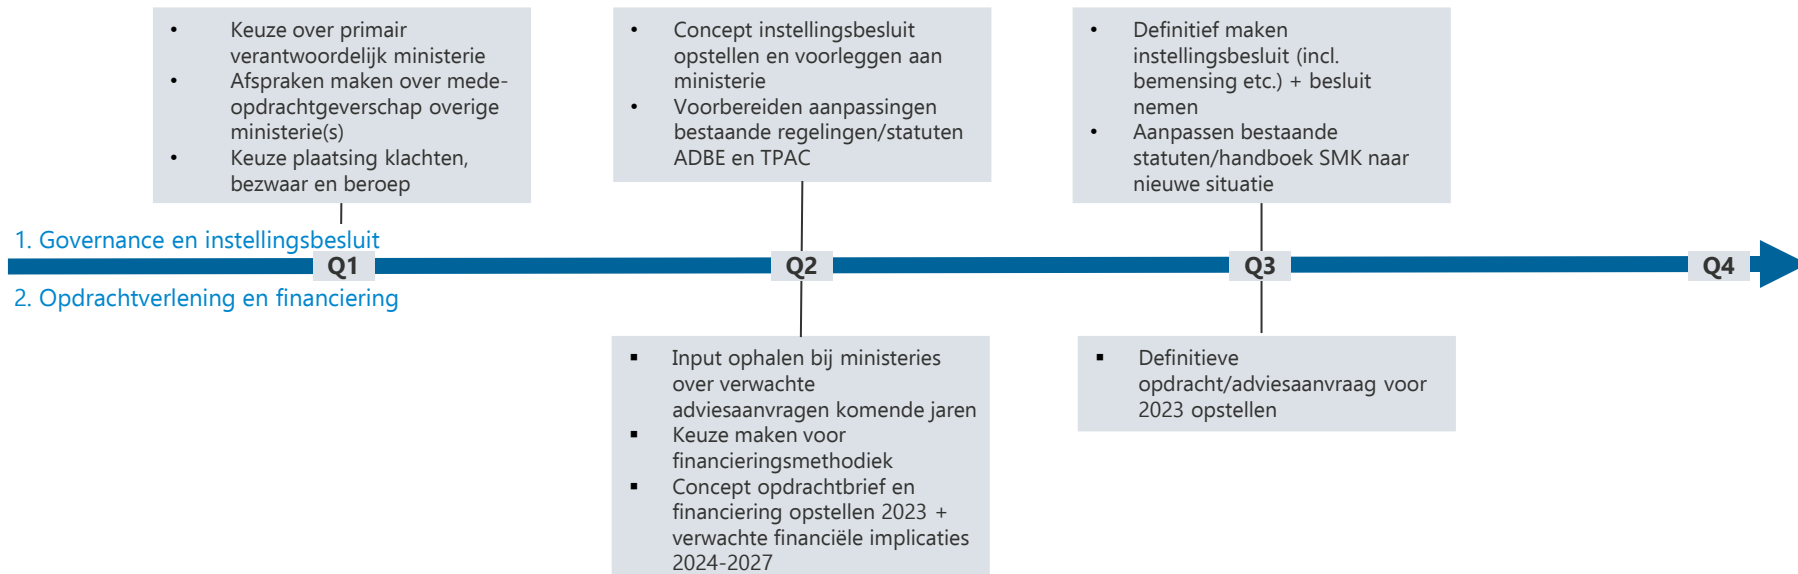 • Keuze over primair
verantwoordelijk ministerie
• Afspraken maken over mede-
opdrachtgeverschap overige
ministerie(s)
• Keuze plaatsing klachten,
bezwaar en beroep
• Concept instellingsbesluit
opstellen en voorleggen aan
ministerie
• Voorbereiden aanpassingen
bestaande regelingen/statuten
ADBE en TPAC
• Definitief maken
instellingsbesluit (incl.
bemensing etc.) + besluit
nemen
• Aanpassen bestaande
statuten/handboek SMK naar
nieuwe situatie
1. Governance en instellingsbesluit
Q1
Q2
Q3
Q4
2. Opdrachtverlening en financiering
▪ Input ophalen bij ministeries
over verwachte
adviesaanvragen komende jaren
▪ Keuze maken voor
financieringsmethodiek
▪ Concept opdrachtbrief en
financiering opstellen 2023 +
verwachte financiële implicaties
2024-2027
▪ Definitieve
opdracht/adviesaanvraag voor
2023 opstellen